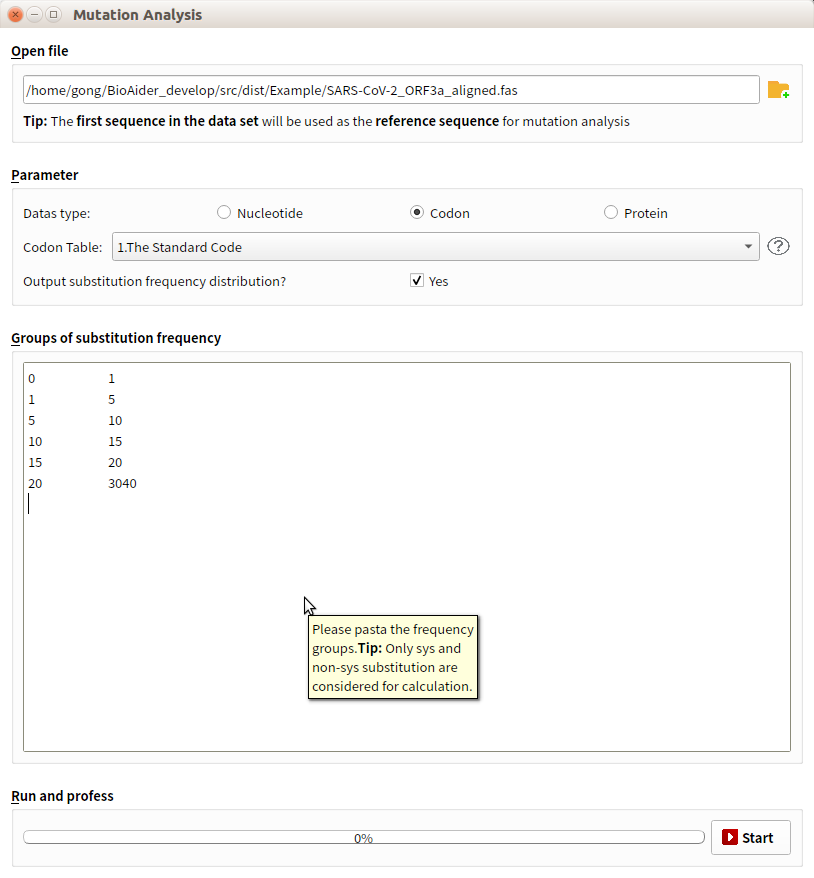 Mutation Analysis
Open file
/home/gong/BioAider_develop/src/dist/Example/SARS-CoV-2_ORF3a_aligned.fas
Tip: The first sequence in the data set will be used as the reference sequence for mutation analysis
Parameter
Datas type: Nucleotide Codon Protein
Codon Table: 1.The Standard Code ?
Output substitution frequency distribution? Yes
Groups of substitution frequency
0 1
1 5
5 10
10 15
15 20
20 3040
Please pasta the frequency
groups.Tip: Only sys and
non-sys substitution are
considered for calculation.
Run and profess
0% Start